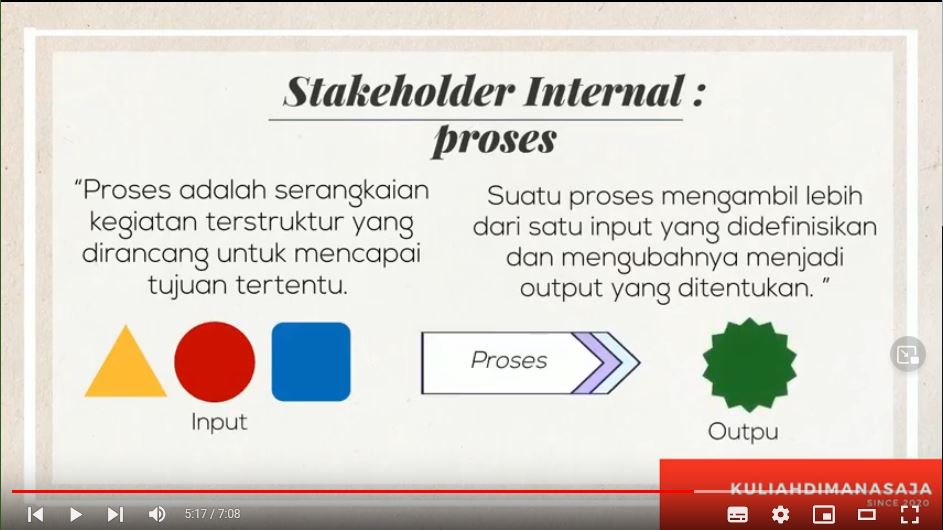 Stakeholder Internal :
proses
“Proses adalah serangkaian
kegiatan terstruktur yang
dirancang untuk mencapai
tujuan tertentu.
Suatu proses mengambil lebih
dari satu input yang didefinisikan
dan mengubahnya menjadi
output yang ditentukan. ”
Input
Proses
Outpu
KULIAHDIMANASAJA
SINCE 2020
5:17 / 7:08